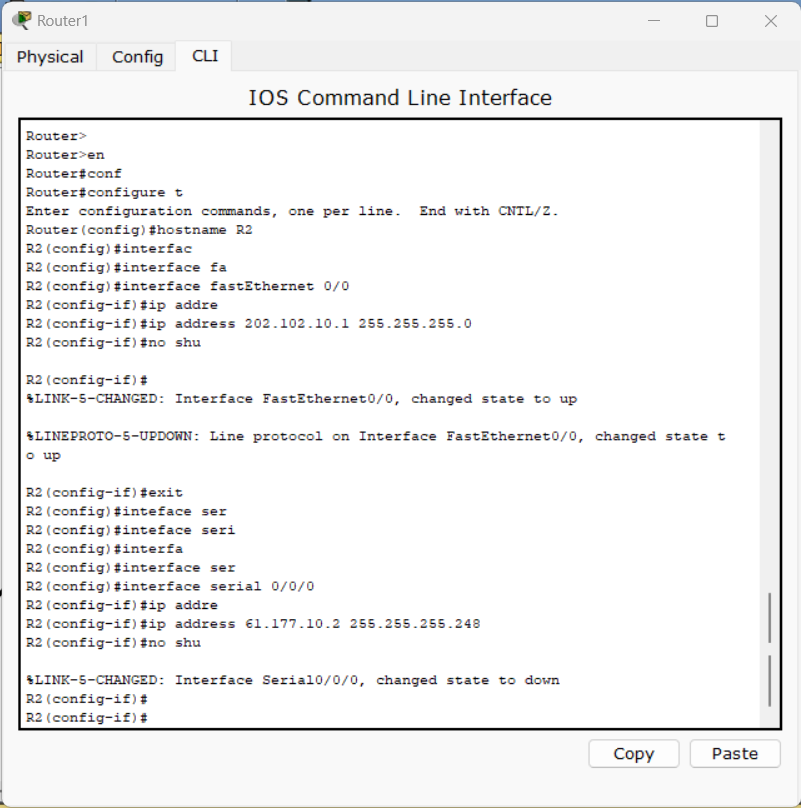 Router1
Physical Config CLI
IOS Command Line Interface
Router>
Router>en
Router#conf
Router#configure t
Enter configuration commands, one per line.  End with CNTL/Z.
Router(config)#hostname R2
R2(config)#interfac
R2(config)#interface fa
R2(config)#interface fastEthernet 0/0
R2(config-if)#ip addre
R2(config-if)#ip address 202.102.10.1 255.255.255.0
R2(config-if)#no shu
R2(config-if)#
%LINK-5-CHANGED: Interface FastEthernet0/0, changed state to up
%LINEPROTO-5-UPDOWN: Line protocol on Interface FastEthernet0/0, changed state t
o up
R2(config-if)#exit
R2(config)#inteface ser
R2(config)#inteface seri
R2(config)#interfa
R2(config)#interface ser
R2(config)#interface serial 0/0/0
R2(config-if)#ip addre
R2(config-if)#ip address 61.177.10.2 255.255.255.248
R2(config-if)#no shu
%LINK-5-CHANGED: Interface Serial0/0/0, changed state to down
R2(config-if)#
R2(config-if)#
Copy Paste